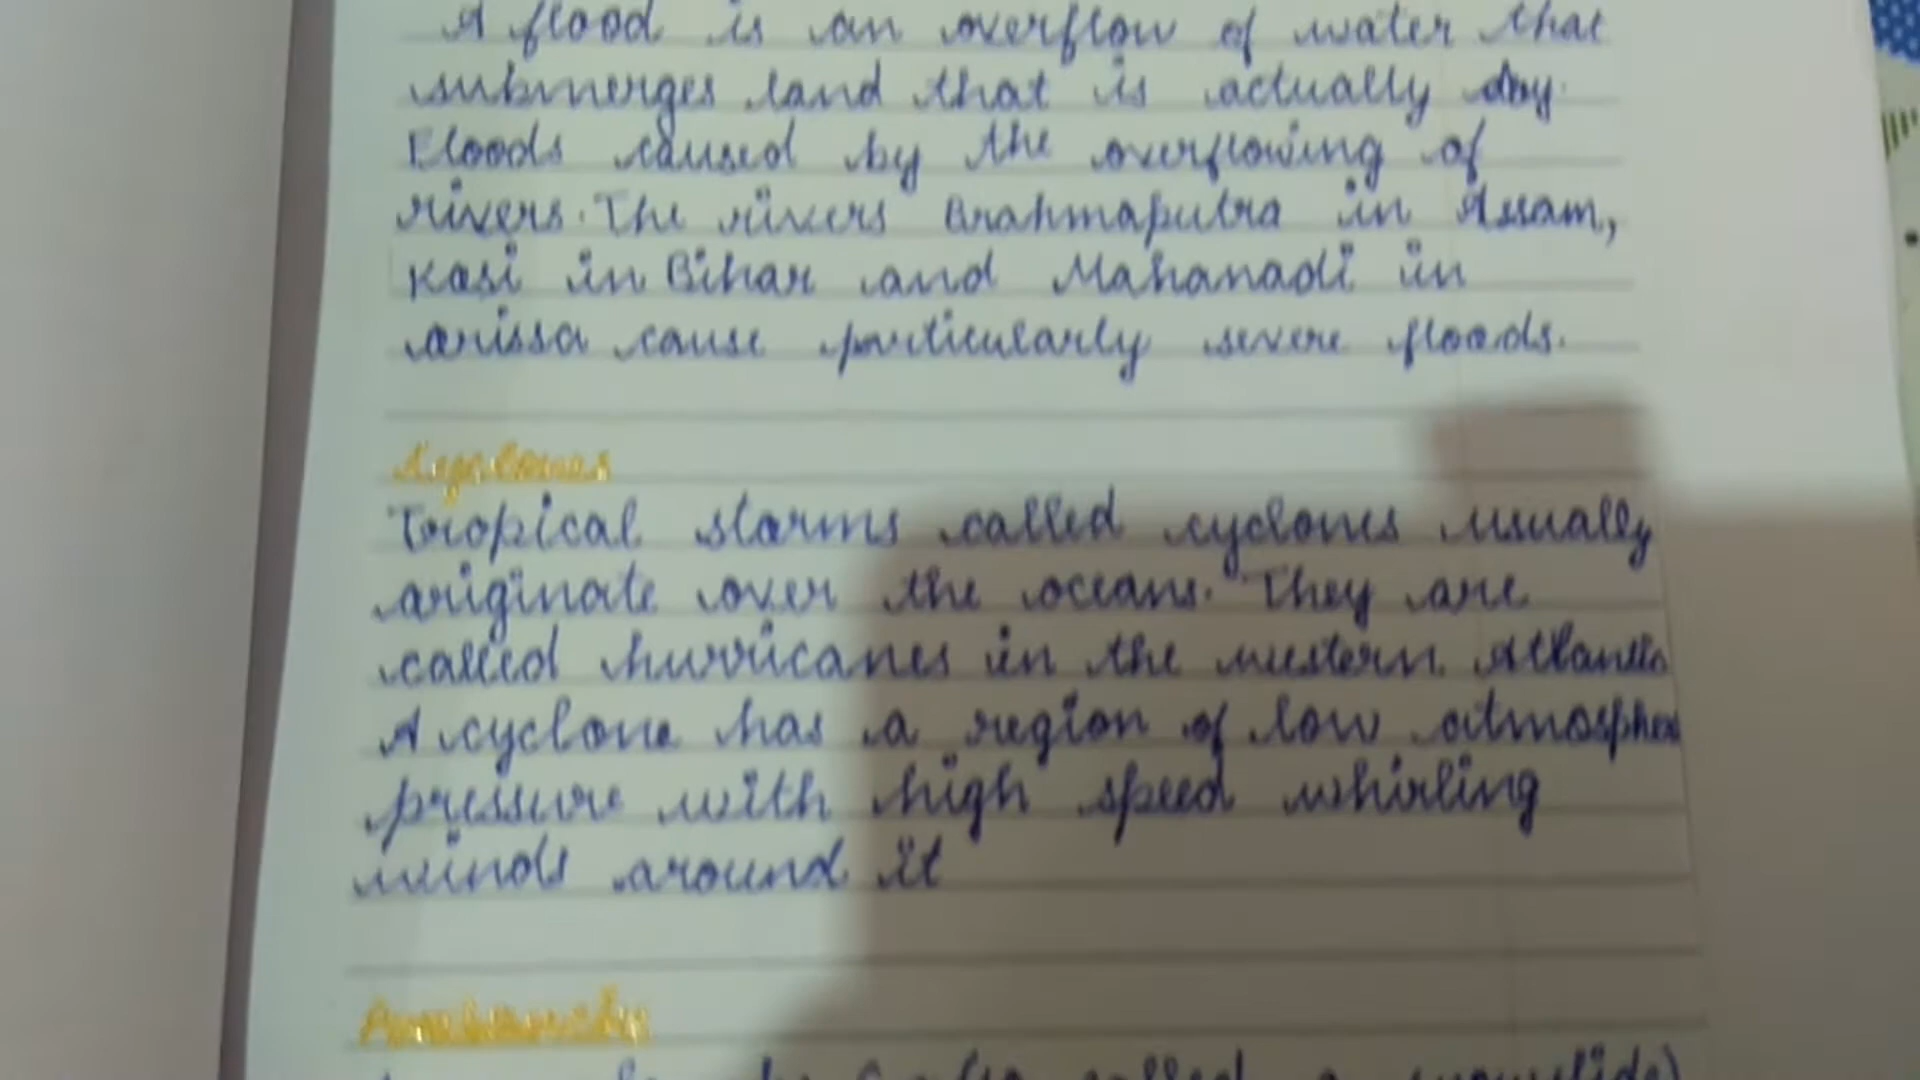 A flood is an overflow of water that
submerges land that is actually dry.
Floods caused by the overflowing of
rivers. The rivers Brahmaputra in Assam,
Kosi in Bihar and Mahanadi in
orissa cause particularly severe floods.
Cyclones
Tropical storms called cyclones usually
originate over the oceans. They are
called hurricanes in the western Atlantic
A cyclone has a region of low atmospher
pressure with high speed whirling
winds around it
called a snowslide)